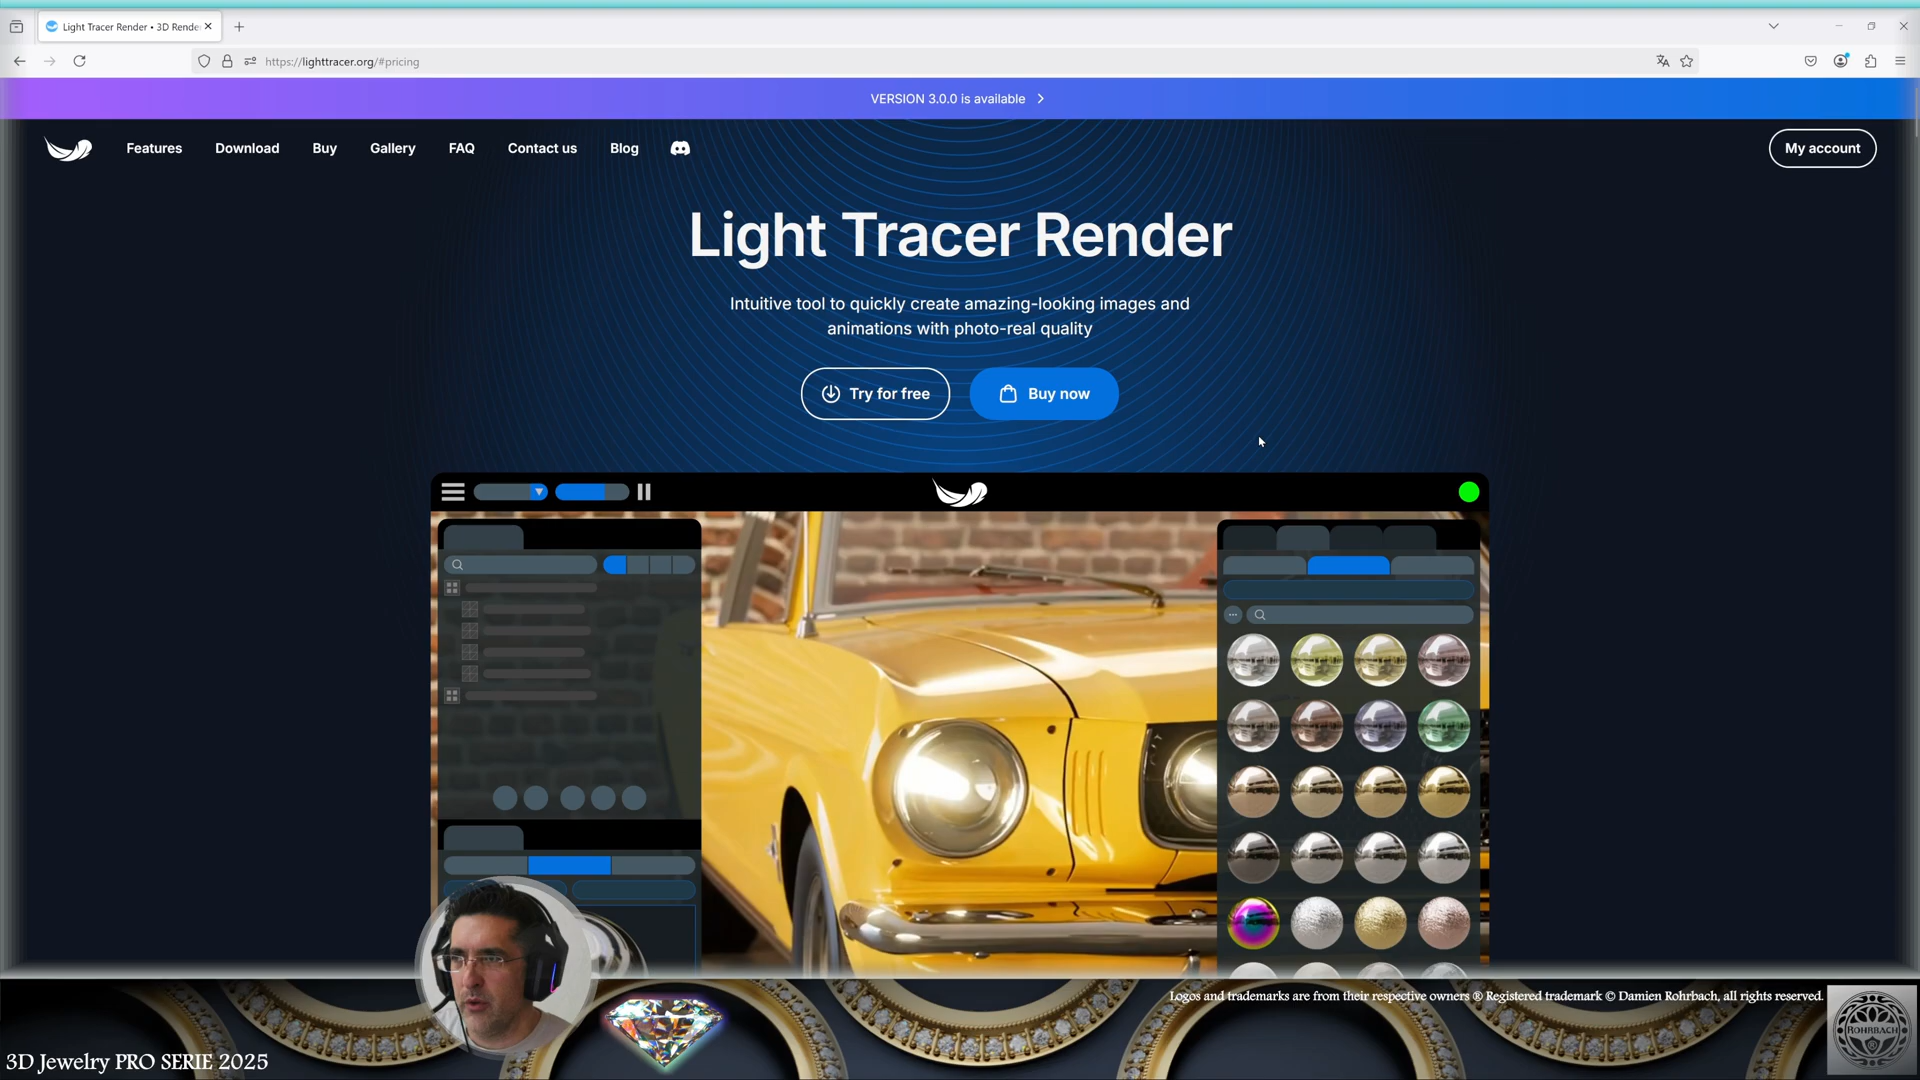 Light Tracer Render • 3D Rende
https://lighttracer.org/#pricing
VERSION 3.0.0 is available
Features
Download
Buy
Gallery
FAQ
Contact us
Blog
My account
Light Tracer Render
Intuitive tool to quickly create amazing-looking images and
animations with photo-real quality
Try for free
Buy now
Logos and trademarks are from their respective owners ® Registered trademark © Damien Rohrbach, all rights reserved.
ROHRBACH
®
3D Jewelry PRO SERIE 2025